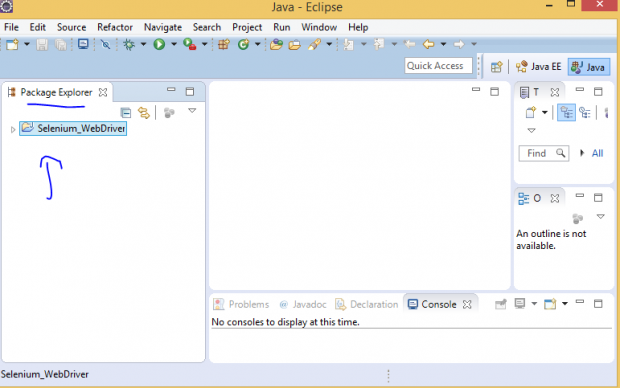 Java - Eclipse
File Edit Source Refactor Navigate Search Project Run Window Help
Quick Access
Java EE
Java
Package Explorer
Selenium_WebDriver
T
Find
All
O
An outline is not
available.
Problems @ Javadoc Declaration Console
No consoles to display at this time.
Selenium_WebDriver